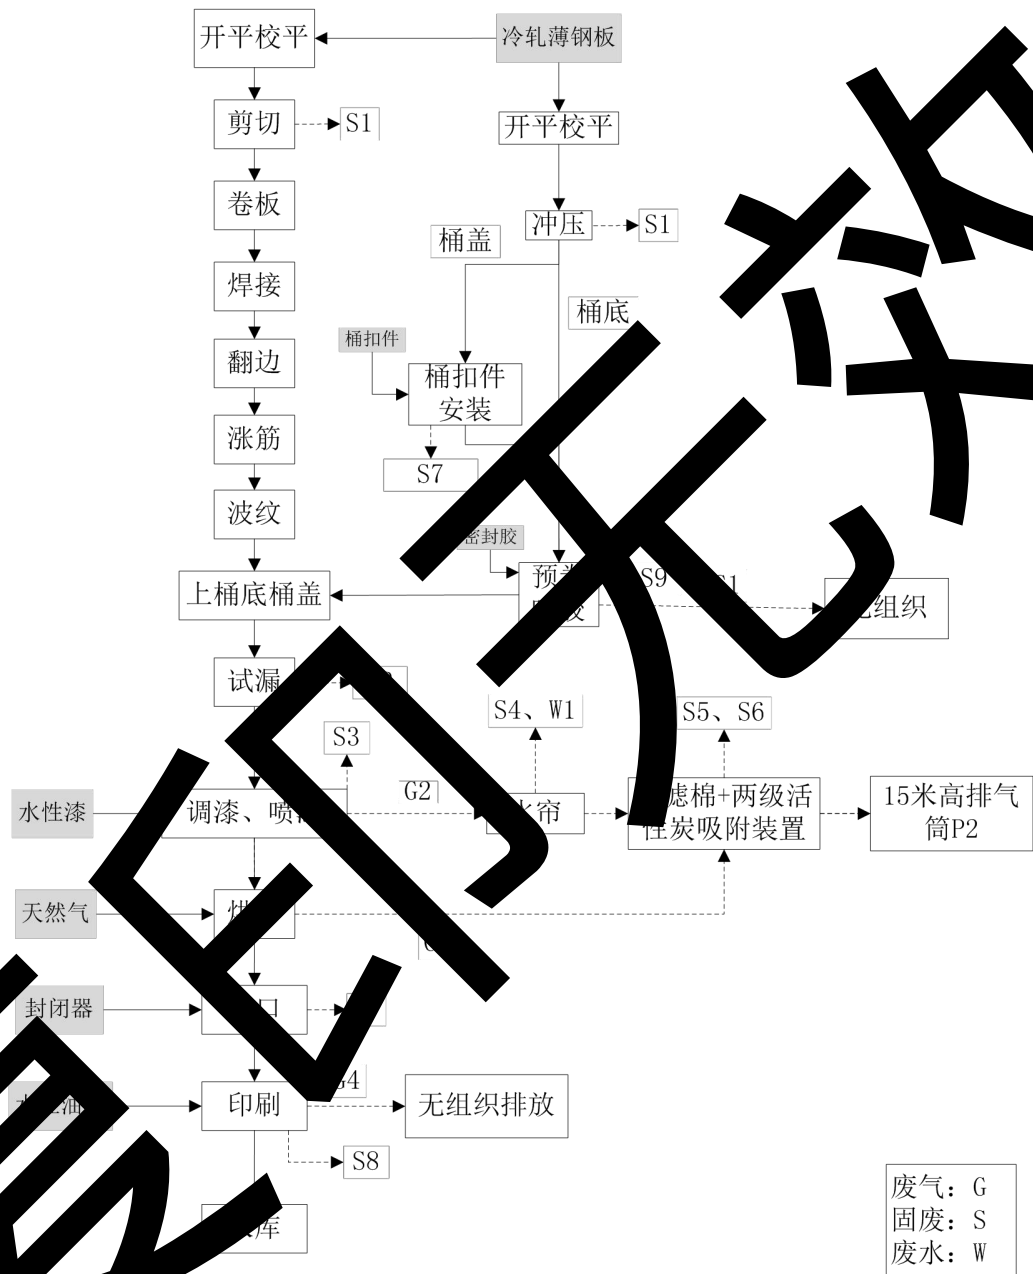 开平校平
冷轧薄钢板
剪切
S1
开平校平
卷板
冲压
S1
桶盖
焊接
桶底
桶扣件
翻边
桶扣件
安装
涨筋
S7
波纹
密封胶
上桶底桶盖
S9
组织
试漏
S4、W1
S5、S6
S3
G2
水性漆
调漆、喷
帘
滤棉+两级活
性炭吸附装置
15米高排气
筒P2
天然气
封闭器
口
G4
印刷
无组织排放
S8
库
废气: G
固废: S
废水: W
复印无效